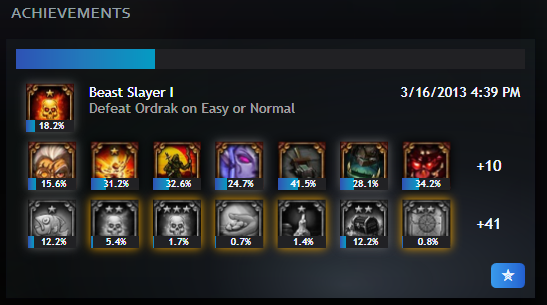 ACHIEVEMENTS
Beast Slayer I 3/16/2013 4:39 PM
Defeat Ordrak on Easy or Normal
18.2%
15.6% 31.2% 32.6% 24.7% 41.5% 28.1% 34.2% +10
12.2% 5.4% 1.7% 0.7% 1.4% 12.2% 0.8% +41